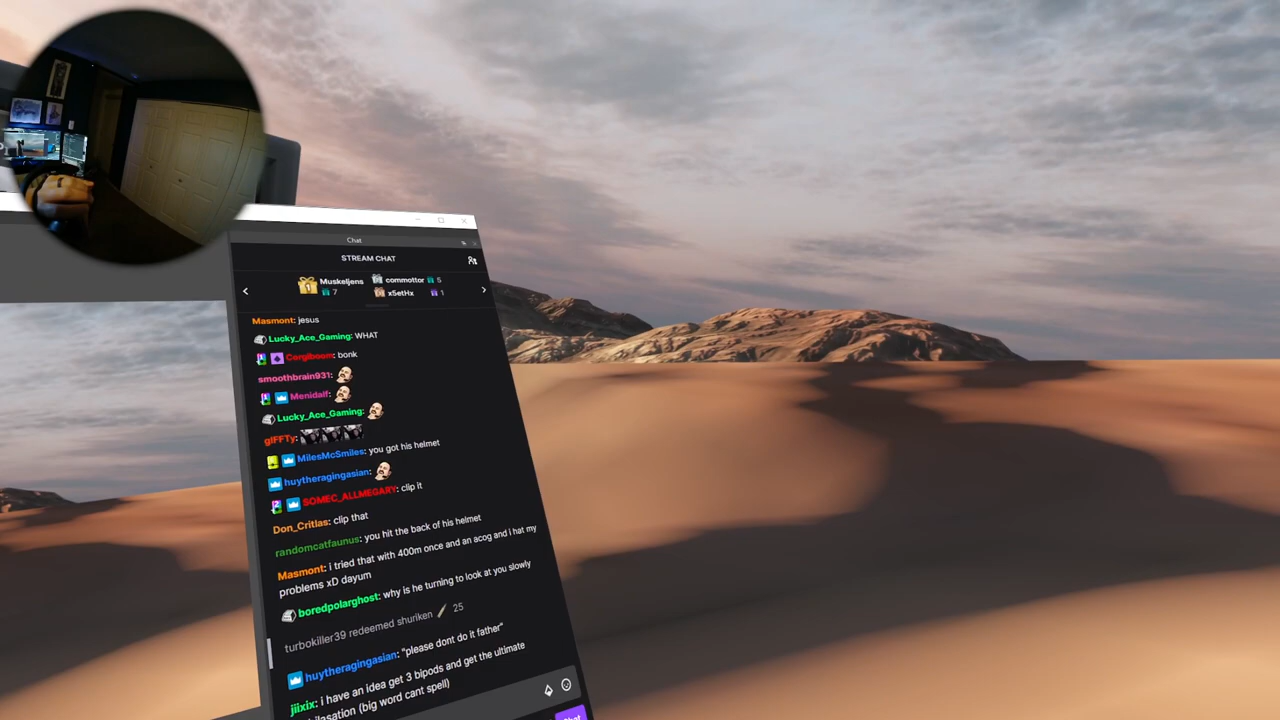 Chat
STREAM CHAT
Muskeljens
7
commottor 5
x5etHx 1
Masmont: jesus
Lucky_Ace_Gaming: WHAT
Corgiboom: bonk
smoothbrain931:
Menidalf:
Lucky_Ace_Gaming:
gIFFTy:
MilesMcSmiles: you got his helmet
huytheragingasian:
SOMEC_ALLMEGARY: clip it
Don_Critias: clip that
randomcatfaunus: you hit the back of his helmet
Masmont: i tried that with 400m once and an acog and i hat my
problems xD dayum
boredpolarghost: why is he turning to look at you slowly
turbokiller39 redeemed shuriken 25
huytheragingasian: "please dont do it father"
jiixix: i have an idea get 3 bipods and get the ultimate
(big word cant spell)